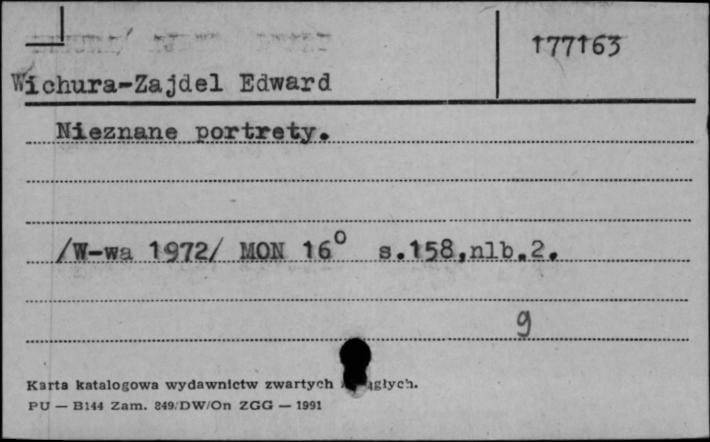 177163
Wichura-Zajdel Edward
Nieznane portrety.
/W-wa 1972/ MON 16° s.158,nlb.2.
9
Karta katalogowa wydawnictw zwartych
PU — B144 Zam. 849/DW/On ZGG — 1991